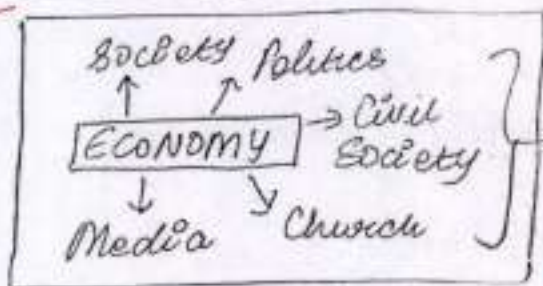 Society Politics
ECONOMY → Civil
Society
Media Church